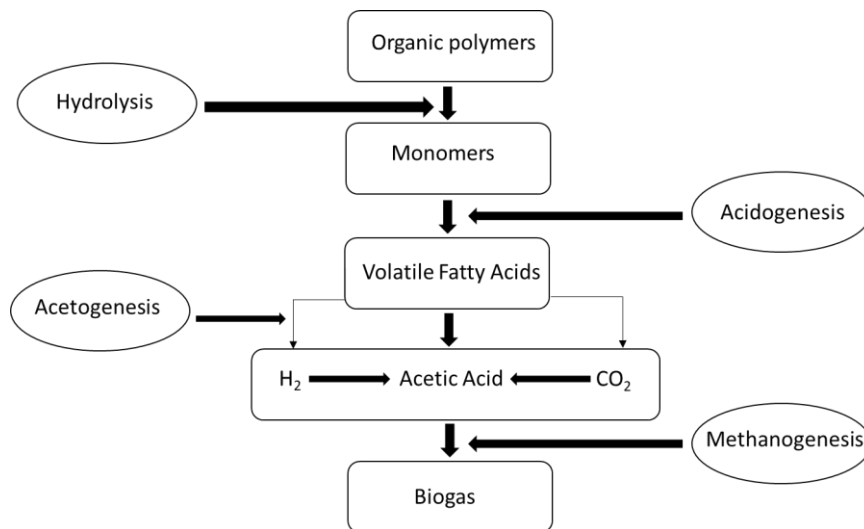 Organic polymers
Hydrolysis
Monomers
Acidogenesis
Volatile Fatty Acids
Acetogenesis
H₂ Acetic Acid CO₂
Methanogenesis
Biogas